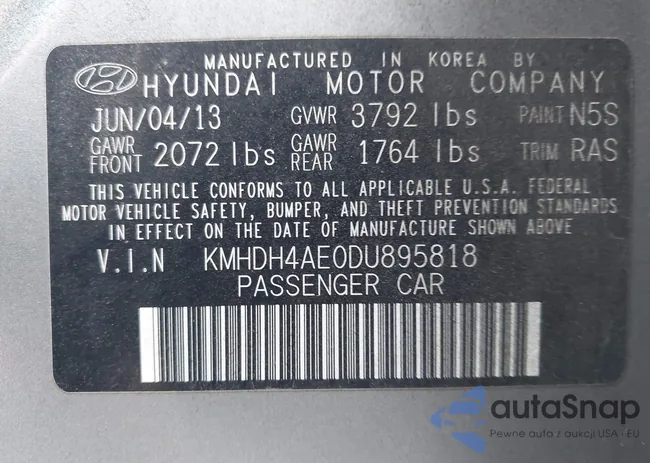 MANUFACTURED IN KOREA BY
HYUNDAI MOTOR COMPANY
JUN/04/13 GVWR 3792 lbs PAINT N5S
GAWR FRONT 2072 lbs GAWR REAR 1764 lbs TRIM RAS
THIS VEHICLE CONFORMS TO ALL APPLICABLE U.S.A. FEDERAL
MOTOR VEHICLE SAFETY, BUMPER, AND THEFT PREVENTION STANDARDS
IN EFFECT ON THE DATE OF MANUFACTURE SHOWN ABOVE
V.I.N KMHDH4AE0DU895818
PASSENGER CAR
autaSnap
Pewne auta z aukcji USA - EU